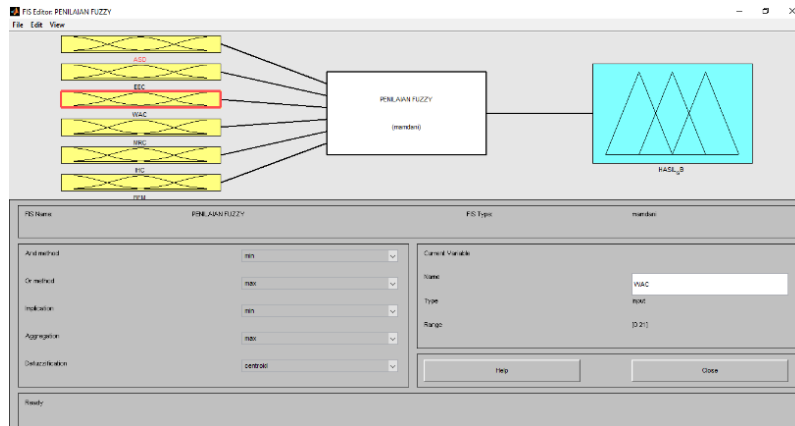 FIS Editor: PENILAIAN FUZZY
File Edit View
ASD
EEC
WAC
MRC
IHC
BEM
PENILAIAN FUZZY
(mamdani)
HASIL_B
FIS Name: PENILAIAN FUZZY FIS Type: mamdani
And method min
Or method max
Implication min
Aggregation max
Defuzzification centroid
Current Variable
Name WAC
Type input
Range [0 21]
Help Close
Ready